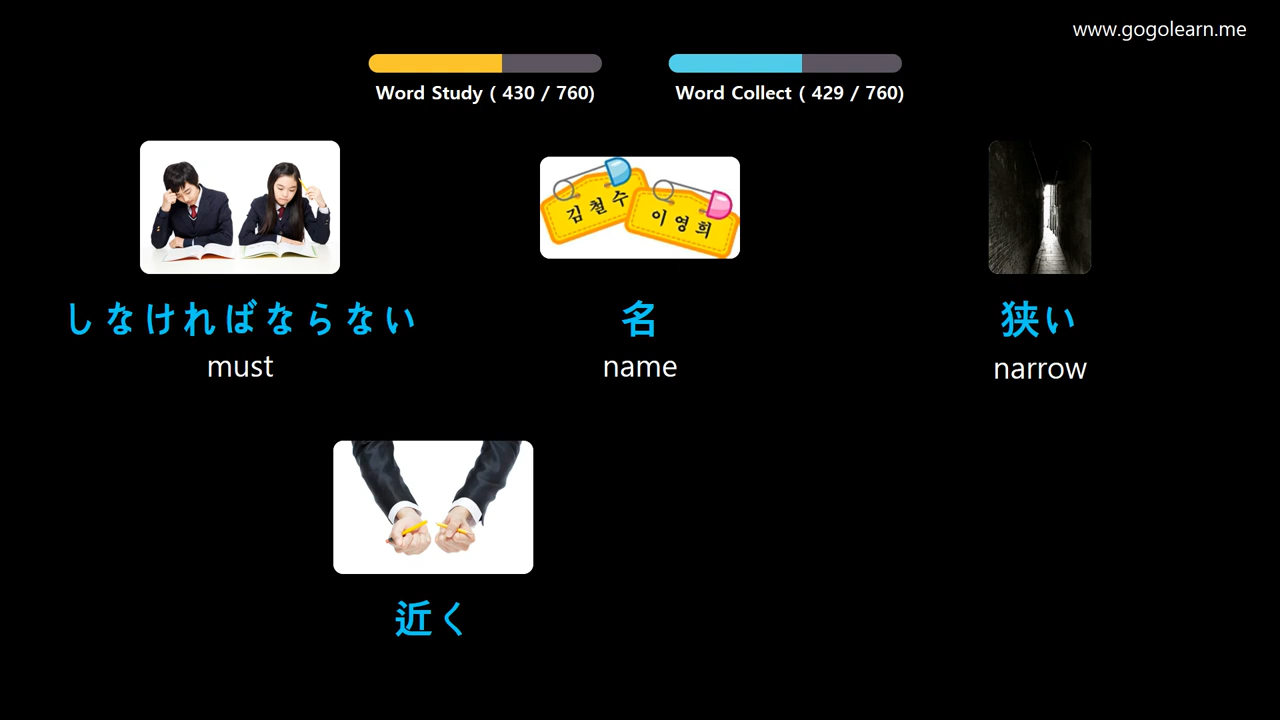 www.gogolearn.me
Word Study ( 430 / 760)
Word Collect ( 429 / 760)
김철수
이영희
しなければならない
名
狭い
must
name
narrow
近く